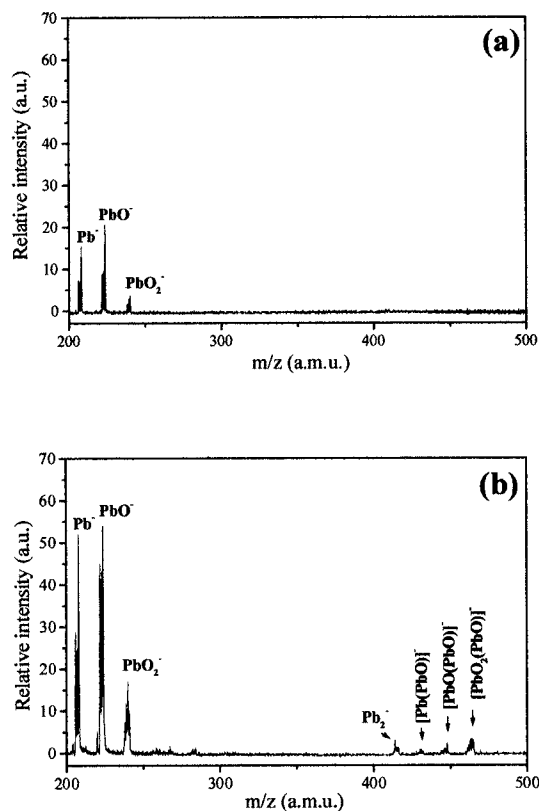 (a)
Relative intensity (a.u.)
70
60
50
40
30
20
10
0
Pb⁻
PbO⁻
PbO₂⁻
200
300
400
500
m/z (a.m.u.)
(b)
Relative intensity (a.u.)
70
60
50
40
30
20
10
0
Pb⁻
PbO⁻
PbO₂⁻
Pb₂⁻
[Pb(PbO)]⁻
[PbO(PbO)]⁻
[PbO₂(PbO)]⁻
200
300
400
500
m/z (a.m.u.)